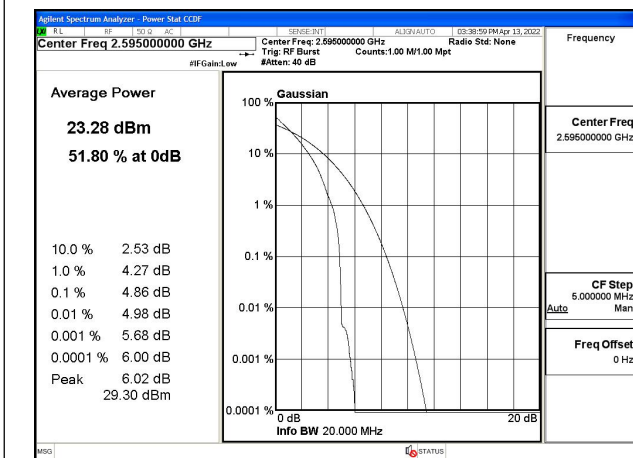 Agilent Spectrum Analyzer - Power Stat CCDF
LXI RL RF 50 Ω AC SENSE:INT ALIGN AUTO 03:38:59 PM Apr 13, 2022
Center Freq 2.595000000 GHz
Center Freq: 2.595000000 GHz Radio Std: None
Trig: RF Burst Counts:1.00 M/1.00 Mpt
#IFGain:Low #Atten: 40 dB
Frequency
Average Power
23.28 dBm
51.80 % at 0dB
10.0 % 2.53 dB
1.0 % 4.27 dB
0.1 % 4.86 dB
0.01 % 4.98 dB
0.001 % 5.68 dB
0.0001 % 6.00 dB
Peak 6.02 dB
29.30 dBm
Gaussian
100 %
10 %
1 %
0.1 %
0.01 %
0.001 %
0.0001 %
0 dB 20 dB
Info BW 20.000 MHz
Center Freq
2.595000000 GHz
CF Step
5.000000 MHz
Auto Man
Freq Offset
0 Hz
MSG STATUS